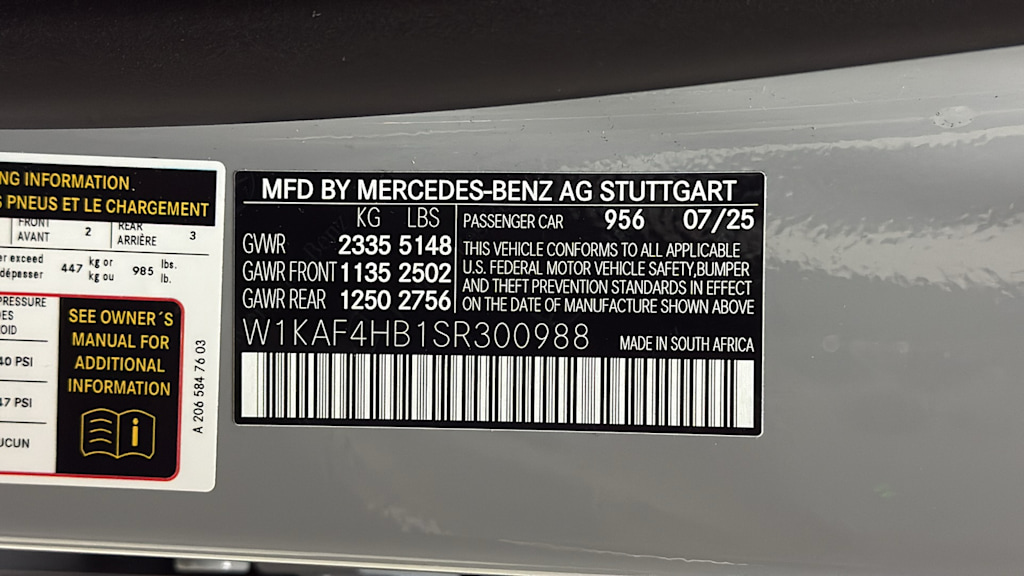 NG INFORMATION
S PNEUS ET LE CHARGEMENT
FRONT 2 REAR 3
AVANT ARRIÈRE
er exceed 447 kg or 985 lbs.
dépasser kg ou lb.
PRESSURE
DES
OID
40 PSI
47 PSI
UCUN
SEE OWNER´S
MANUAL FOR
ADDITIONAL
INFORMATION
i
A 206 584 76 03
MFD BY MERCEDES-BENZ AG STUTTGART
KG LBS
GVWR 2335 5148
GAWR FRONT 1135 2502
GAWR REAR 1250 2756
PASSENGER CAR 956 07/25
THIS VEHICLE CONFORMS TO ALL APPLICABLE
U.S. FEDERAL MOTOR VEHICLE SAFETY,BUMPER
AND THEFT PREVENTION STANDARDS IN EFFECT
ON THE DATE OF MANUFACTURE SHOWN ABOVE
W1KAF4HB1SR300988 MADE IN SOUTH AFRICA